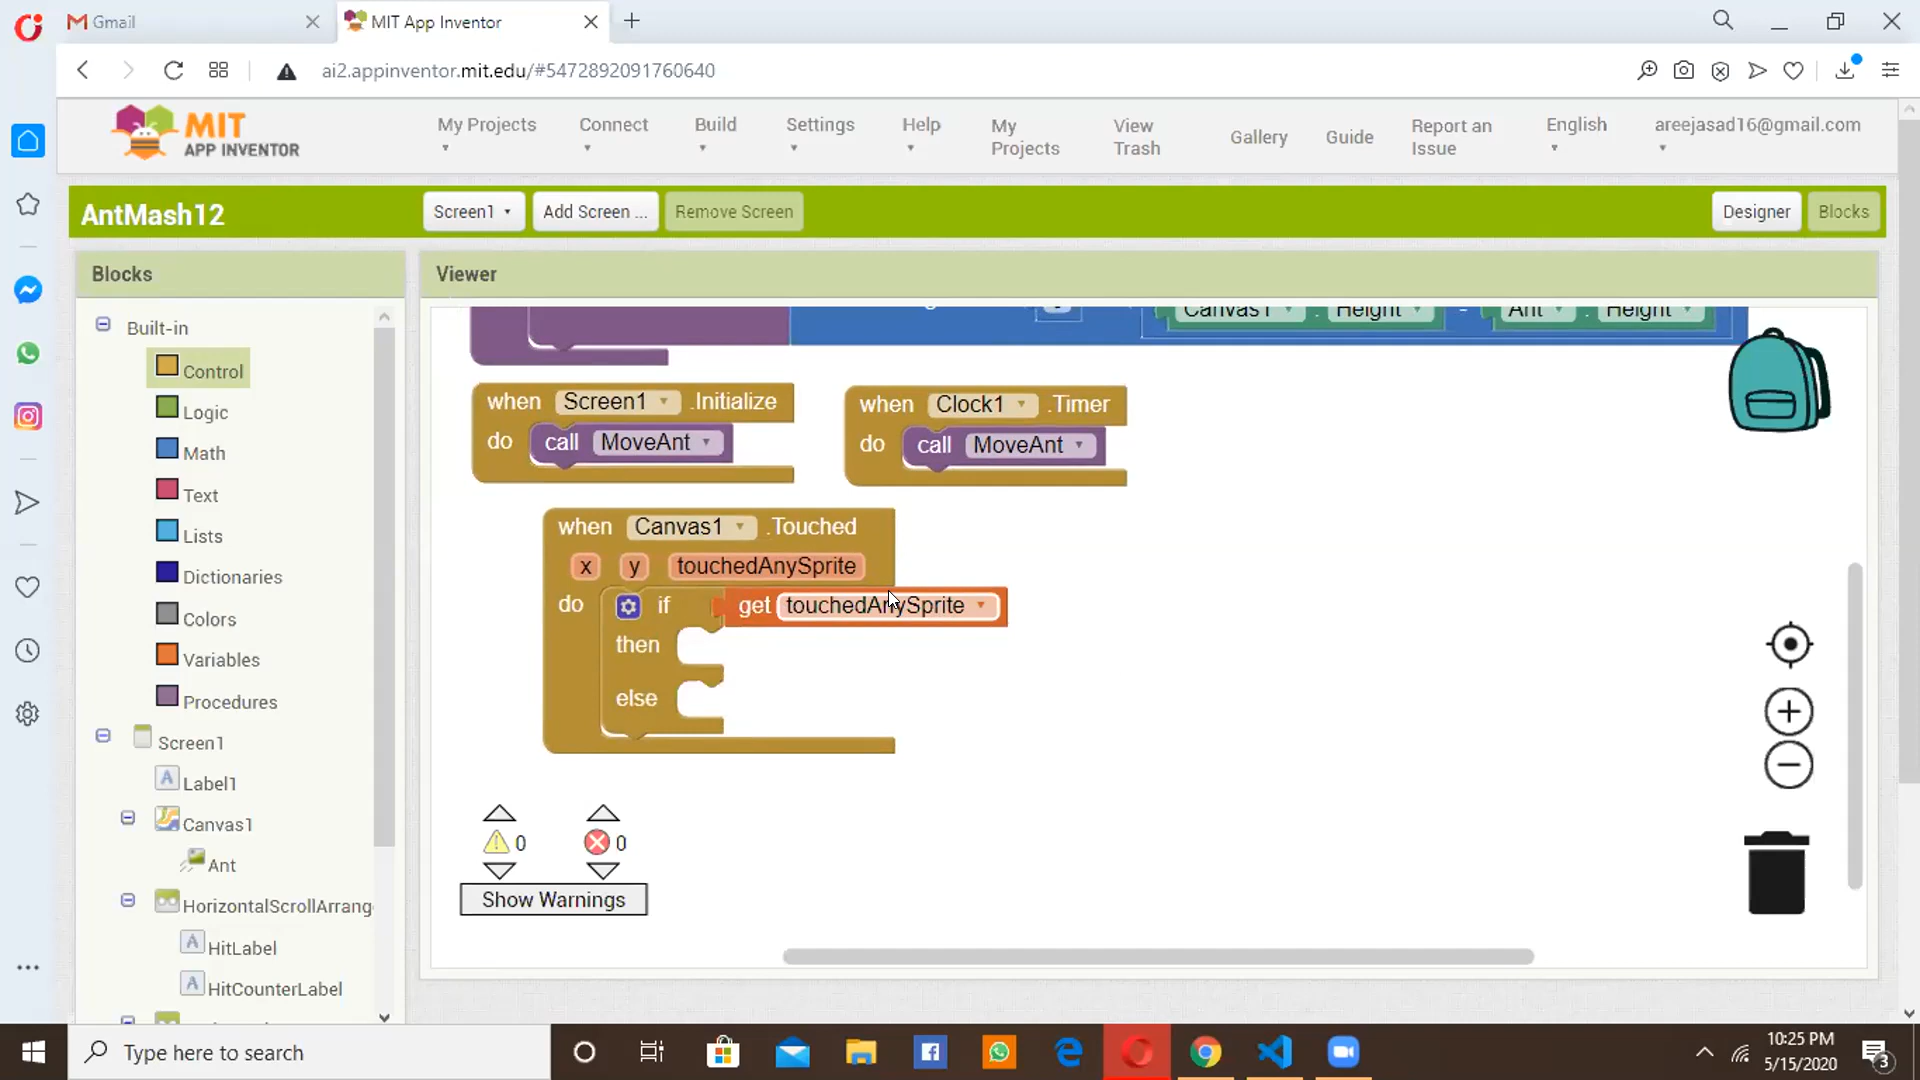 Gmail
MIT App Inventor
ai2.appinventor.mit.edu/#5472892091760640
MIT
APP INVENTOR
My Projects
Connect
Build
Settings
Help
My
Projects
View
Trash
Gallery
Guide
Report an
Issue
English
areejasad16@gmail.com
AntMash12
Screen1
Add Screen ...
Remove Screen
Designer
Blocks
Blocks
Viewer
Built-in
Control
Logic
Math
Text
Lists
Dictionaries
Colors
Variables
Procedures
Screen1
Label1
Canvas1
Ant
HorizontalScrollArrang
HitLabel
HitCounterLabel
Canvas1 . Height - Ant . Height
when Screen1 .Initialize
do call MoveAnt
when Clock1 .Timer
do call MoveAnt
when Canvas1 .Touched
x y touchedAnySprite
do if get touchedAnySprite
then
else
0 0
Show Warnings
Type here to search
10:25 PM
5/15/2020
3